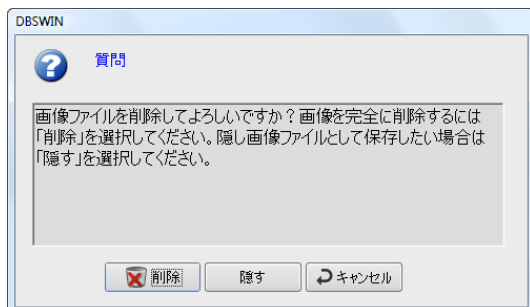 DBSWIN
質問
画像ファイルを削除してよろしいですか？画像を完全に削除するには
「削除」を選択してください。隠し画像ファイルとして保存したい場合は
「隠す」を選択してください。
削除 隠す キャンセル